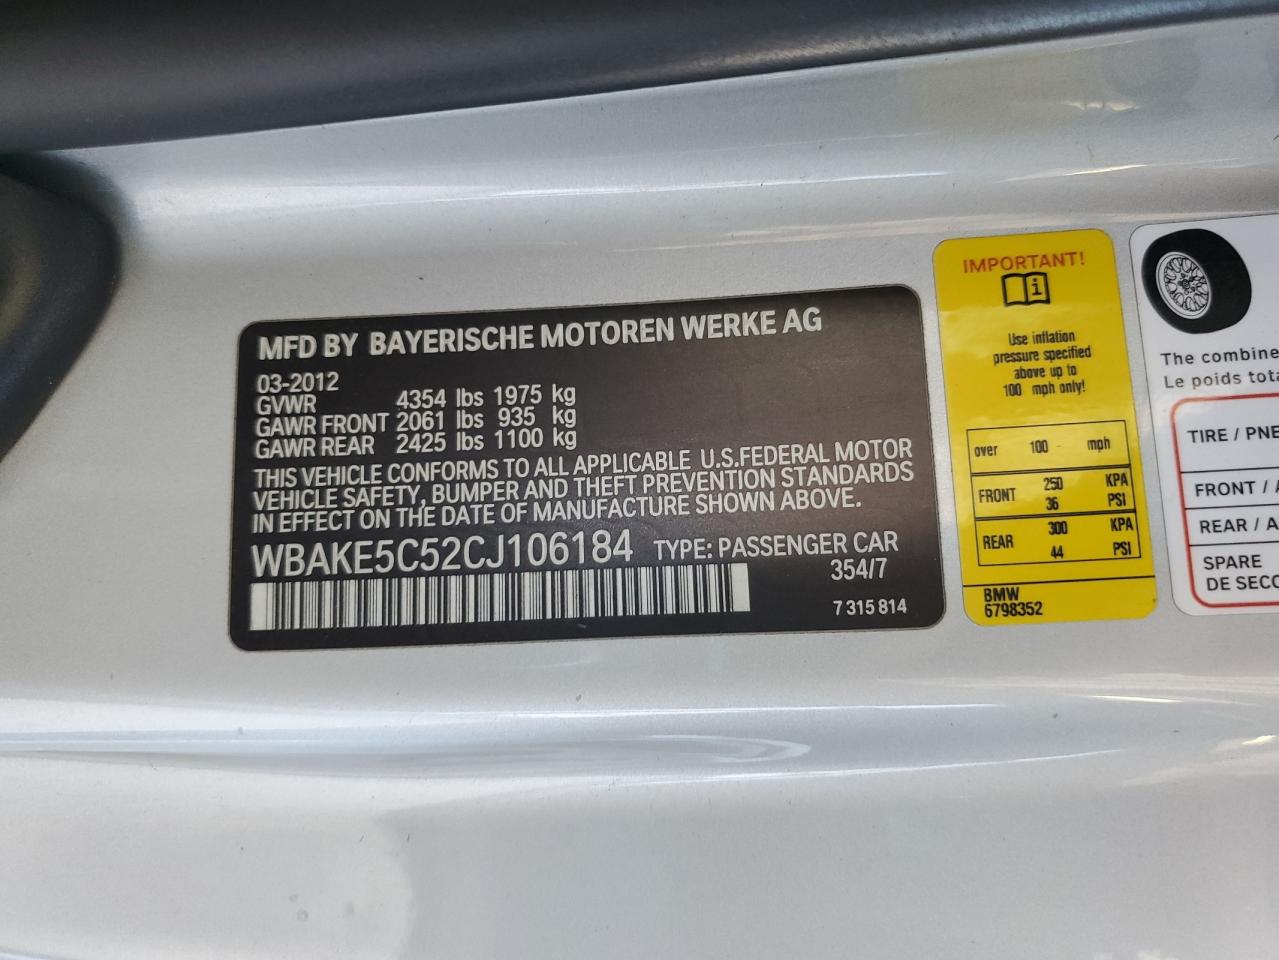 MFD BY BAYERISCHE MOTOREN WERKE AG
03-2012
GVWR 4354 lbs 1975 kg
GAWR FRONT 2061 lbs 935 kg
GAWR REAR 2425 lbs 1100 kg
THIS VEHICLE CONFORMS TO ALL APPLICABLE U.S.FEDERAL MOTOR
VEHICLE SAFETY, BUMPER AND THEFT PREVENTION STANDARDS
IN EFFECT ON THE DATE OF MANUFACTURE SHOWN ABOVE.
WBAKE5C52CJ106184 TYPE: PASSENGER CAR
354/7
7 315 814
IMPORTANT!
i
Use inflation
pressure specified
above up to
100 mph only!
over 100 mph
FRONT 250 KPA
36 PSI
REAR 300 KPA
44 PSI
BMW
6798352
The combine
Le poids tota
TIRE / PNE
FRONT / A
REAR / A
SPARE
DE SECO